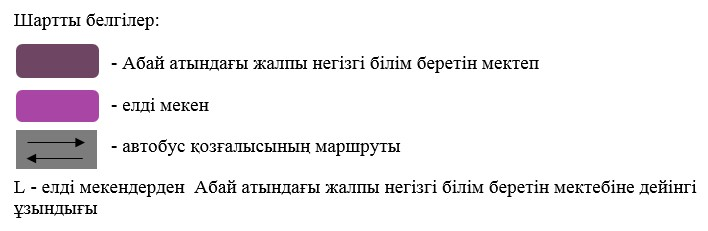 Шартты белгілер:
- Абай атындағы жалпы негізгі білім беретін мектеп
- елді мекен
- автобус қозғалысының маршруты
L - елді мекендерден Абай атындағы жалпы негізгі білім беретін мектебіне дейінгі
ұзындығы